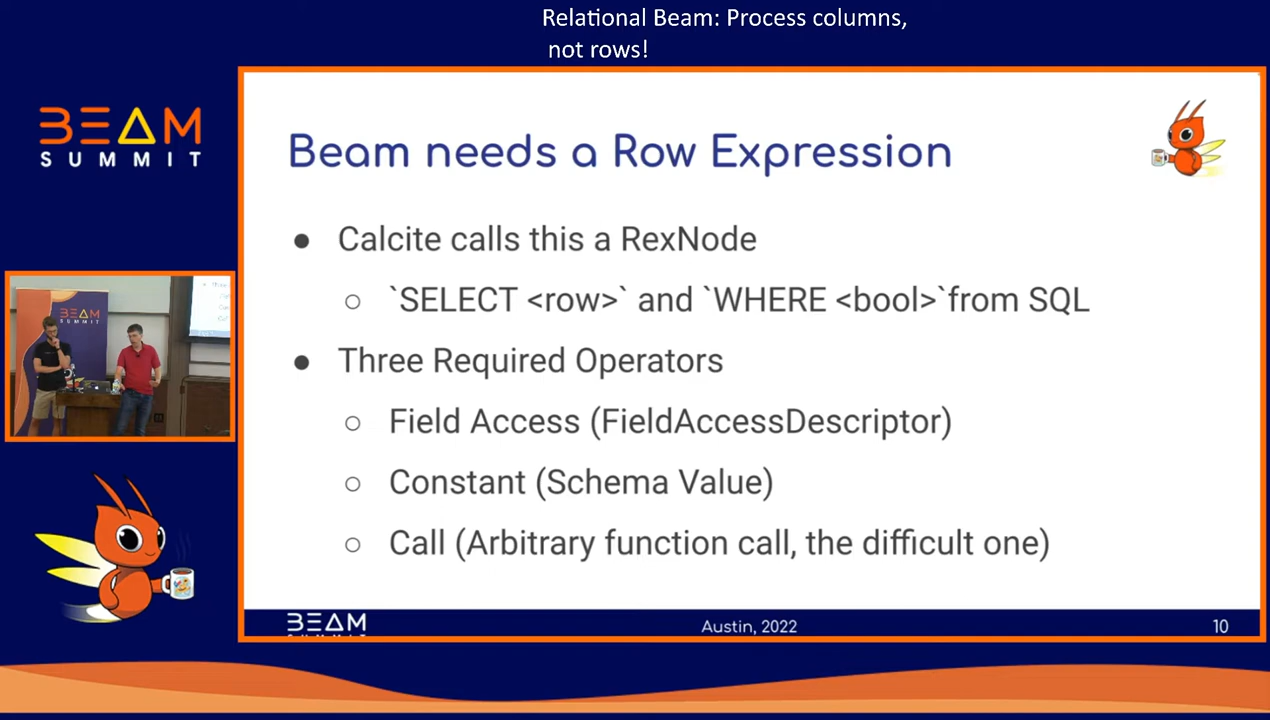 Relational Beam: Process columns,
not rows!
BEAM
SUMMIT
Beam needs a Row Expression
● Calcite calls this a RexNode
○ `SELECT <row>` and `WHERE <bool>`from SQL
● Three Required Operators
○ Field Access (FieldAccessDescriptor)
○ Constant (Schema Value)
○ Call (Arbitrary function call, the difficult one)
BEAM
SUMMIT
BEAM
Austin, 2022
10